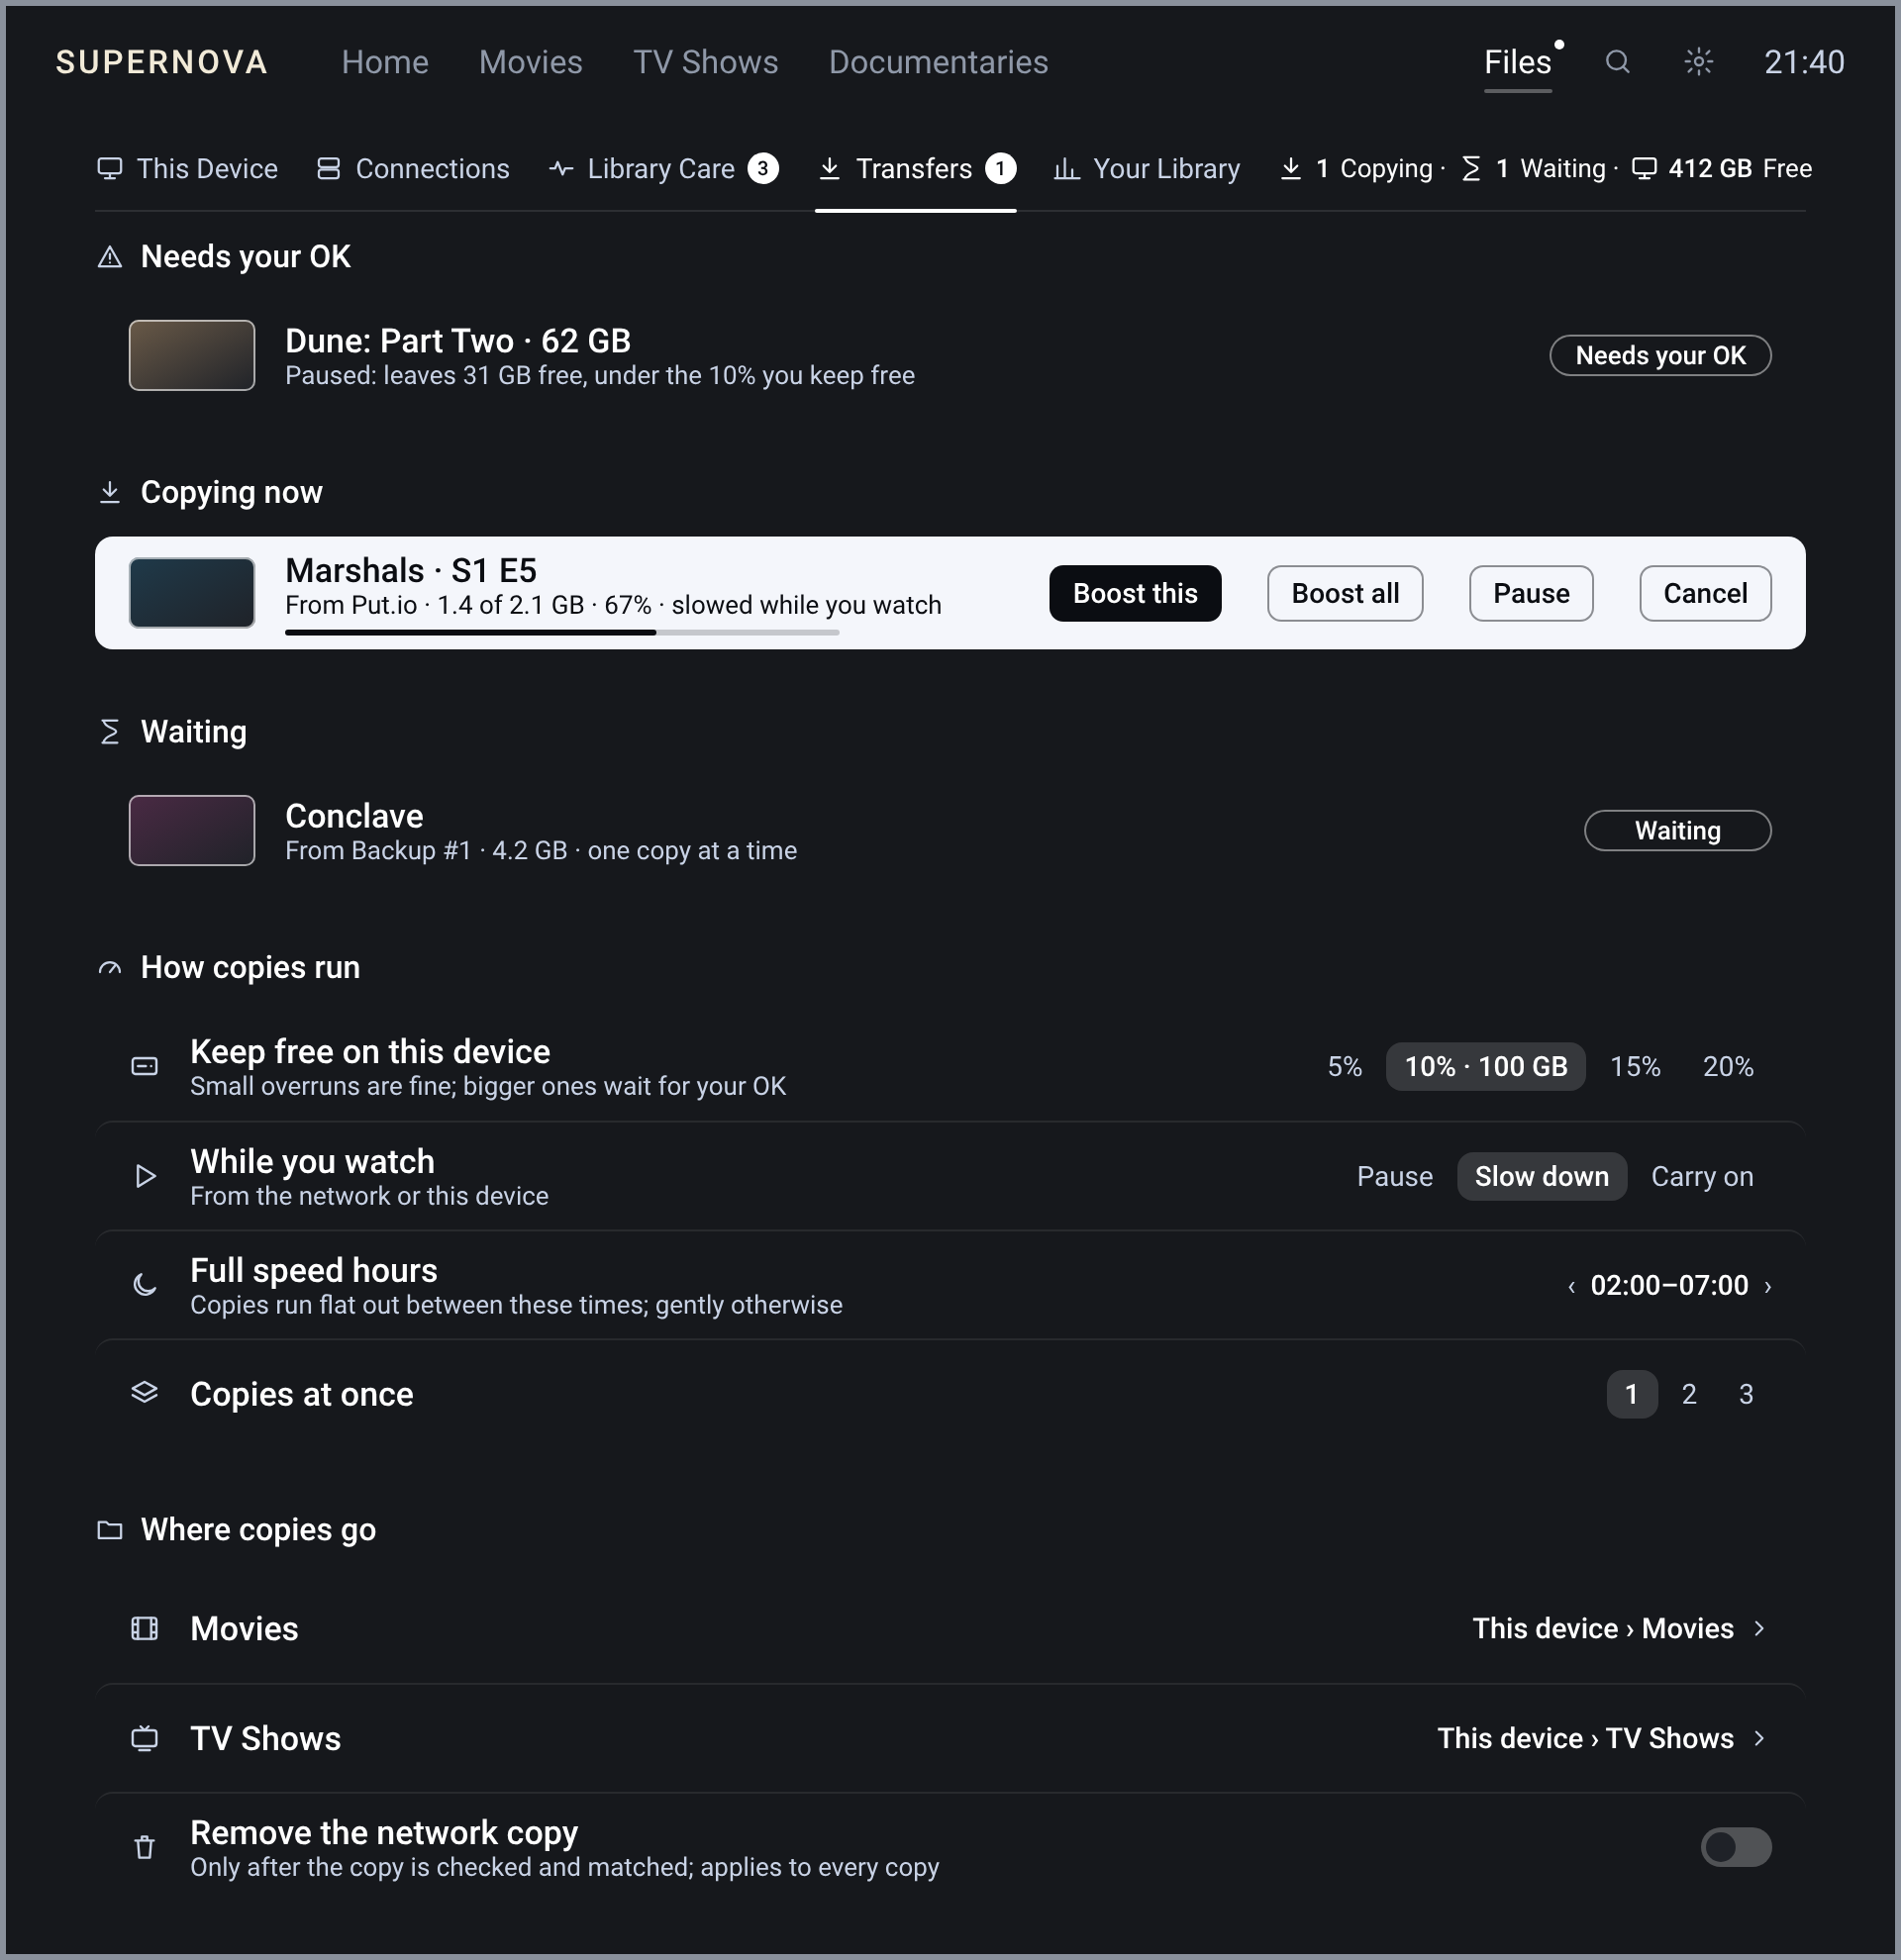 SUPERNOVA Home Movies TV Shows Documentaries Files 21:40
This Device Connections Library Care 3 Transfers 1 Your Library 1 Copying · 1 Waiting · 412 GB Free
Needs your OK
Dune: Part Two · 62 GB
Paused: leaves 31 GB free, under the 10% you keep free
Needs your OK
Copying now
Marshals · S1 E5
From Put.io · 1.4 of 2.1 GB · 67% · slowed while you watch
Boost this Boost all Pause Cancel
Waiting
Conclave
From Backup #1 · 4.2 GB · one copy at a time
Waiting
How copies run
Keep free on this device
Small overruns are fine; bigger ones wait for your OK
5% 10% · 100 GB 15% 20%
While you watch
From the network or this device
Pause Slow down Carry on
Full speed hours
Copies run flat out between these times; gently otherwise
‹ 02:00–07:00 ›
Copies at once
1 2 3
Where copies go
Movies
This device › Movies
TV Shows
This device › TV Shows
Remove the network copy
Only after the copy is checked and matched; applies to every copy